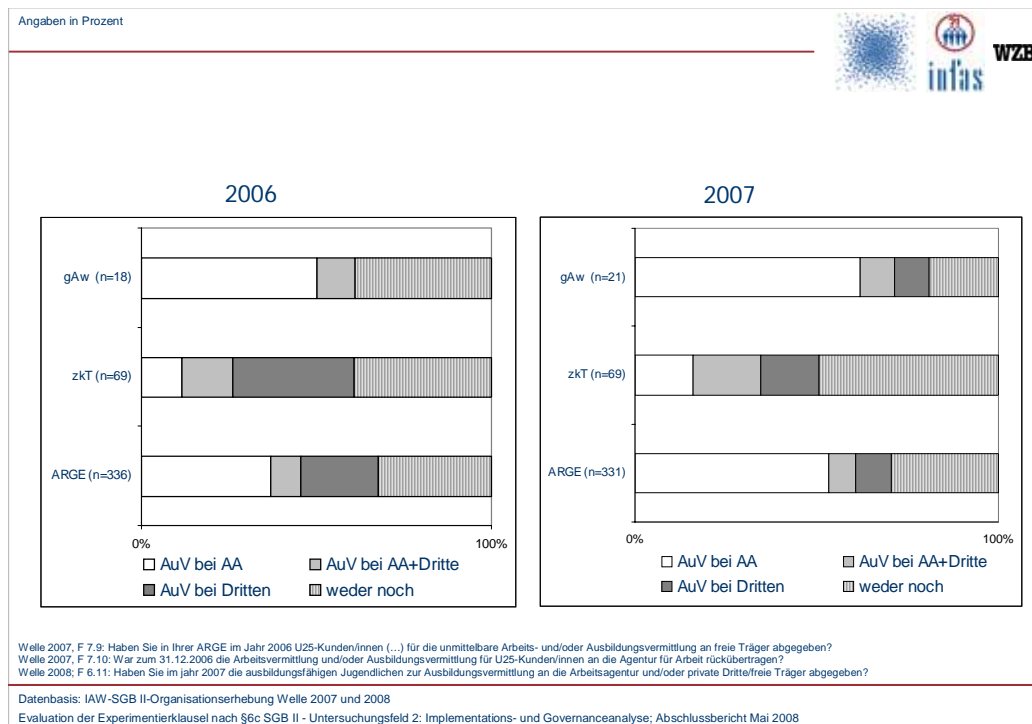 Angaben in Prozent
infas
WZB
2006
2007
gAw (n=18)
zkT (n=69)
ARGE (n=336)
0%
100%
AuV bei AA
AuV bei AA+Dritte
AuV bei Dritten
weder noch
gAw (n=21)
zkT (n=69)
ARGE (n=331)
0%
100%
AuV bei AA
AuV bei AA+Dritte
AuV bei Dritten
weder noch
Welle 2007, F 7.9: Haben Sie in Ihrer ARGE im Jahr 2006 U25-Kunden/innen (...) für die unmittelbare Arbeits- und/oder Ausbildungsvermittlung an freie Träger abgegeben?
Welle 2007, F 7.10: War zum 31.12.2006 die Arbeitsvermittlung und/oder Ausbildungsvermittlung für U25-Kunden/innen an die Agentur für Arbeit rückübertragen?
Welle 2008; F 6.11: Haben Sie im jahr 2007 die ausbildungsfähigen Jugendlichen zur Ausbildungsvermittlung an die Arbeitsagentur und/oder private Dritte/freie Träger abgegeben?
Datenbasis: IAW-SGB II-Organisationserhebung Welle 2007 und 2008
Evaluation der Experimentierklausel nach §6c SGB II - Untersuchungsfeld 2: Implementations- und Governanceanalyse; Abschlussbericht Mai 2008